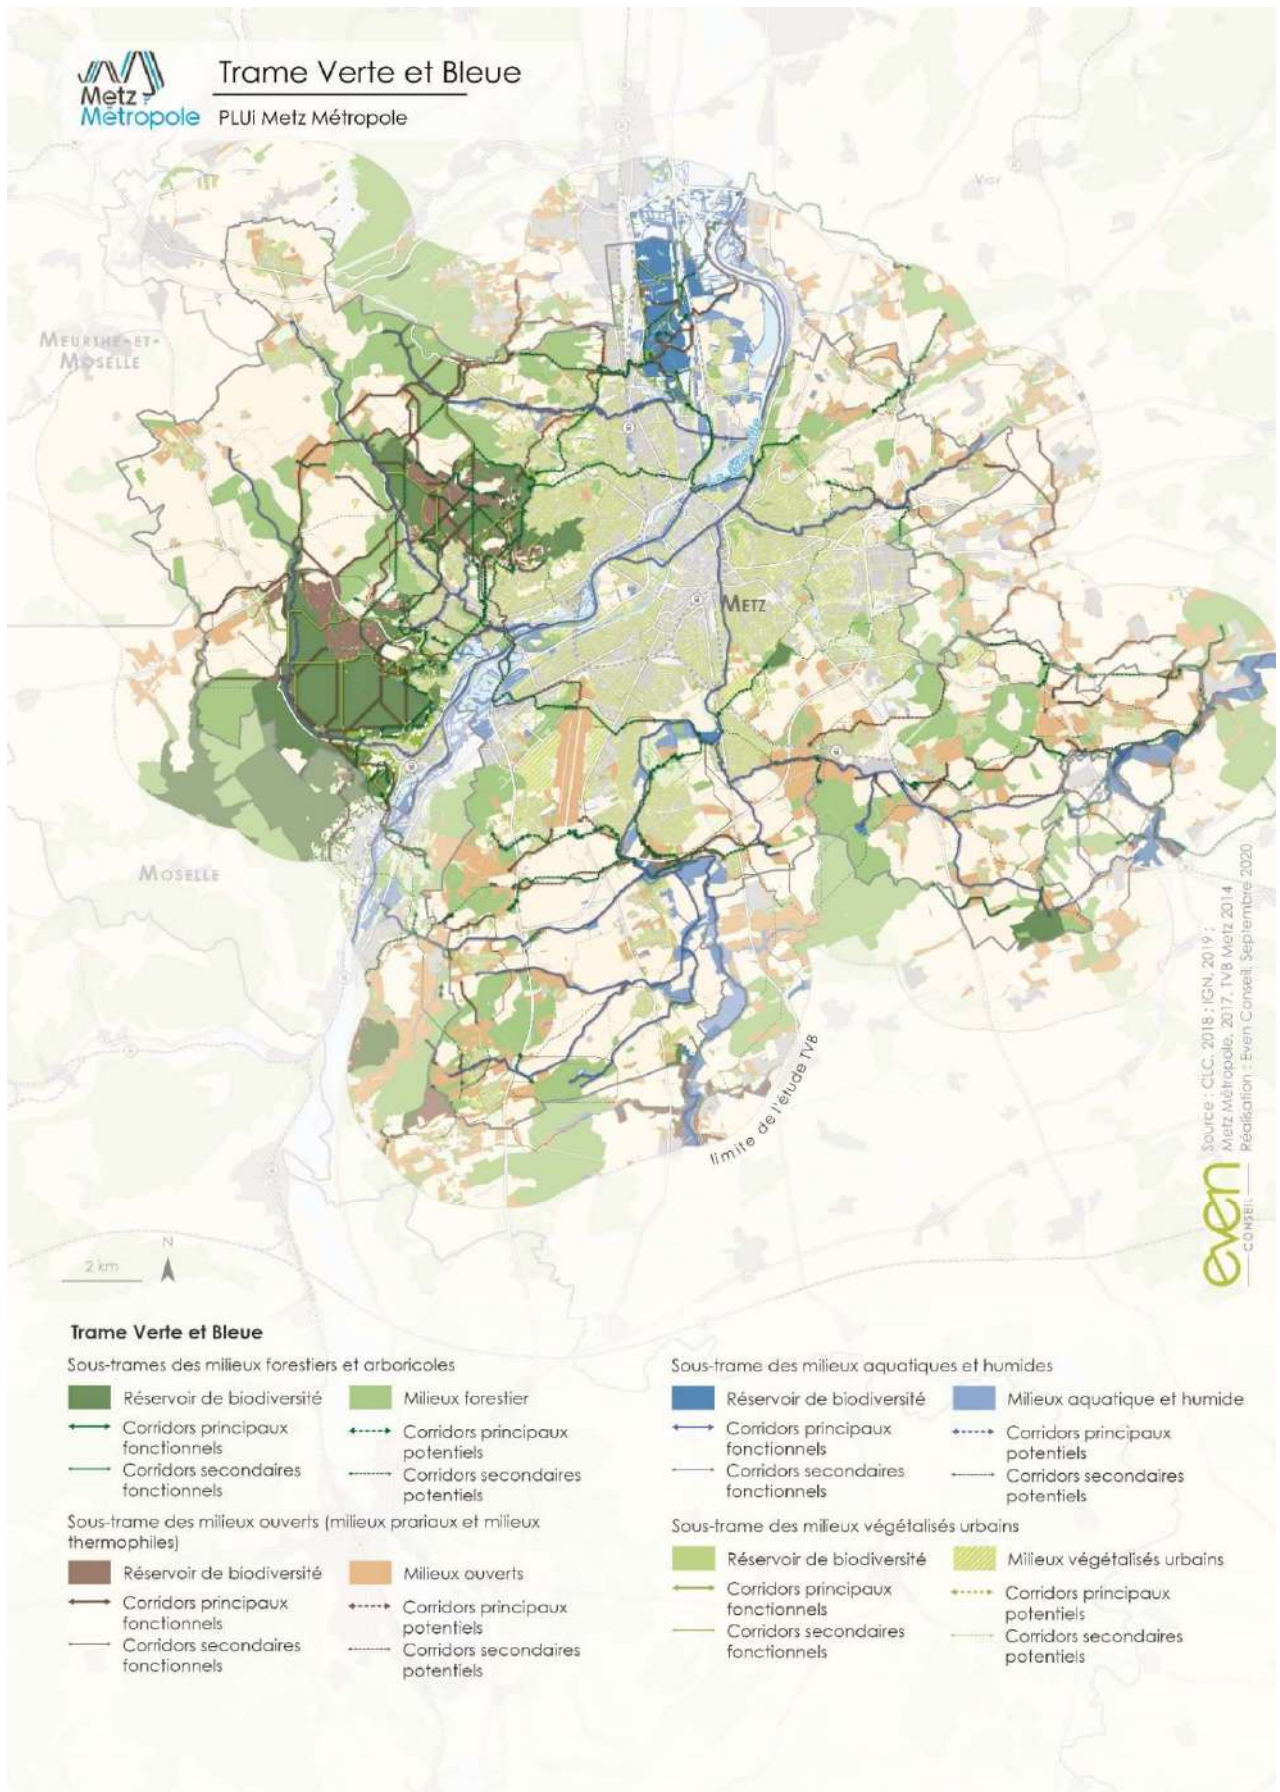 Metz
Métropole
Trame Verte et Bleue
PLUi Metz Métropole
VIGY
MEURTHE-ET-
MOSELLE
METZ
MOSELLE
limite de l'étude TVB
Source : CLC, 2018 ; IGN, 2019 ;
Metz Métropole, 2017, TVB Metz 2014
Réalisation : Even Conseil, Septembre 2020
even
CONSEIL
N
2 km
Trame Verte et Bleue
Sous-trames des milieux forestiers et arboricoles
Réservoir de biodiversité
Milieux forestier
Corridors principaux
fonctionnels
Corridors principaux
potentiels
Corridors secondaires
fonctionnels
Corridors secondaires
potentiels
Sous-trame des milieux ouverts (milieux prariaux et milieux
thermophiles)
Réservoir de biodiversité
Milieux ouverts
Corridors principaux
fonctionnels
Corridors principaux
potentiels
Corridors secondaires
fonctionnels
Corridors secondaires
potentiels
Sous-trame des milieux aquatiques et humides
Réservoir de biodiversité
Milieux aquatique et humide
Corridors principaux
fonctionnels
Corridors principaux
potentiels
Corridors secondaires
fonctionnels
Corridors secondaires
potentiels
Sous-trame des milieux végétalisés urbains
Réservoir de biodiversité
Milieux végétalisés urbains
Corridors principaux
fonctionnels
Corridors principaux
potentiels
Corridors secondaires
fonctionnels
Corridors secondaires
potentiels